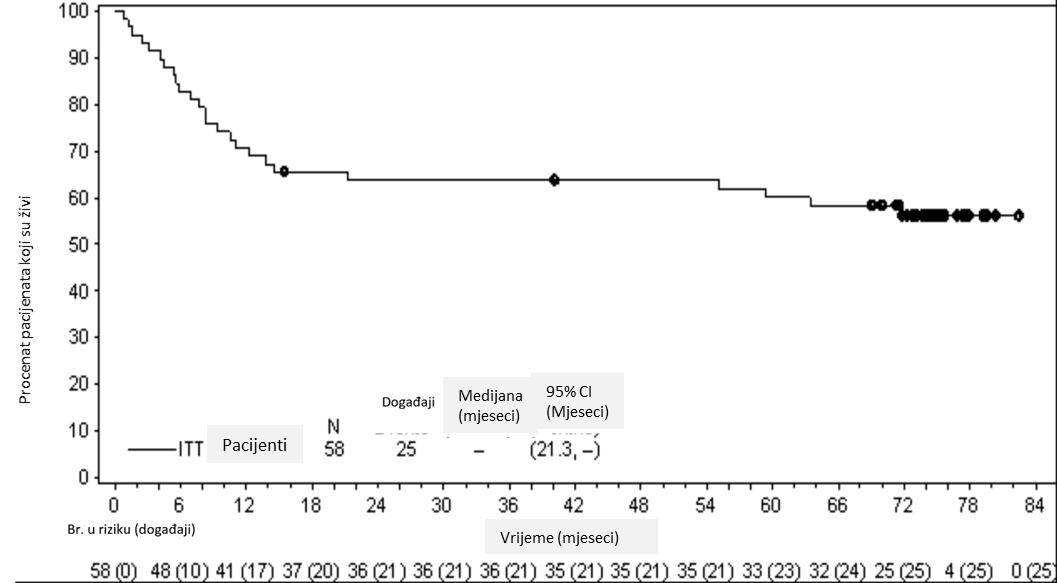 100
90
80
70
60
50
40
30
20
10
0
Procenat pacijenata koji su živi
Događaji
Medijana
(mjeseci)
95% CI
(Mjeseci)
N
ITT Pacijenti 58 25 – (21.3, –)
0 6 12 18 24 30 36 42 48 54 60 66 72 78 84
Br. u riziku (događaji)
Vrijeme (mjeseci)
58 (0) 48 (10) 41 (17) 37 (20) 36 (21) 36 (21) 36 (21) 35 (21) 35 (21) 35 (21) 33 (23) 32 (24) 25 (25) 4 (25) 0 (25